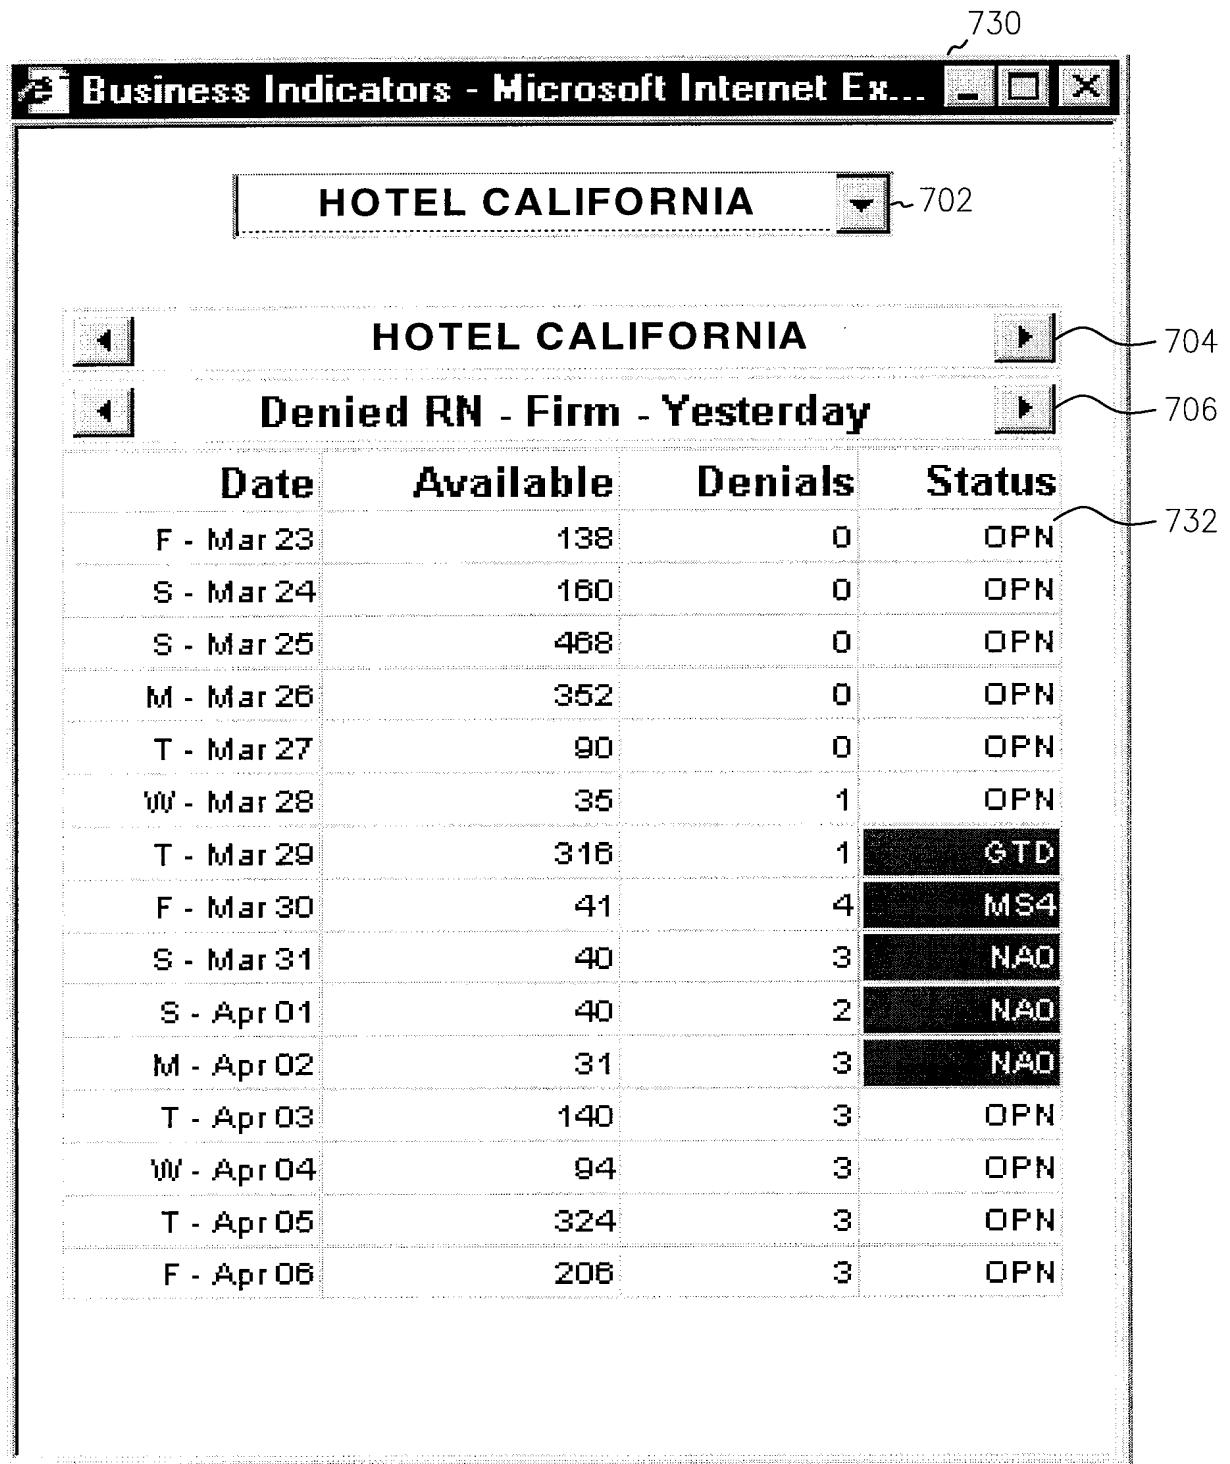 730
Business Indicators - Microsoft Internet Ex...
HOTEL CALIFORNIA 702
HOTEL CALIFORNIA 704
Denied RN - Firm - Yesterday 706
Date Available Denials Status
F - Mar 23 138 0 OPN 732
S - Mar 24 160 0 OPN
S - Mar 25 468 0 OPN
M - Mar 26 352 0 OPN
T - Mar 27 90 0 OPN
W - Mar 28 35 1 OPN
T - Mar 29 316 1 GTD
F - Mar 30 41 4 MS4
S - Mar 31 40 3 NAO
S - Apr 01 40 2 NAO
M - Apr 02 31 3 NAO
T - Apr 03 140 3 OPN
W - Apr 04 94 3 OPN
T - Apr 05 324 3 OPN
F - Apr 06 206 3 OPN